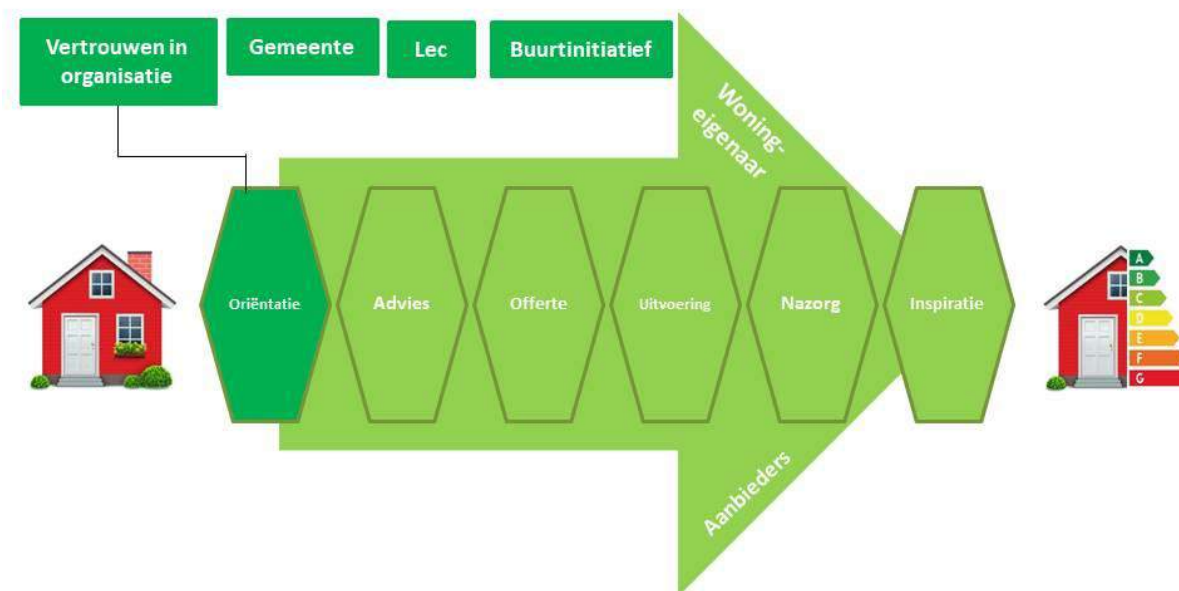 Vertrouwen in
organisatie
Gemeente
Lec
Buurtinitiatief
Woning-
eigenaar
Oriëntatie
Advies
Offerte
Uitvoering
Nazorg
Inspiratie
A
B
C
D
E
F
G
Aanbieders